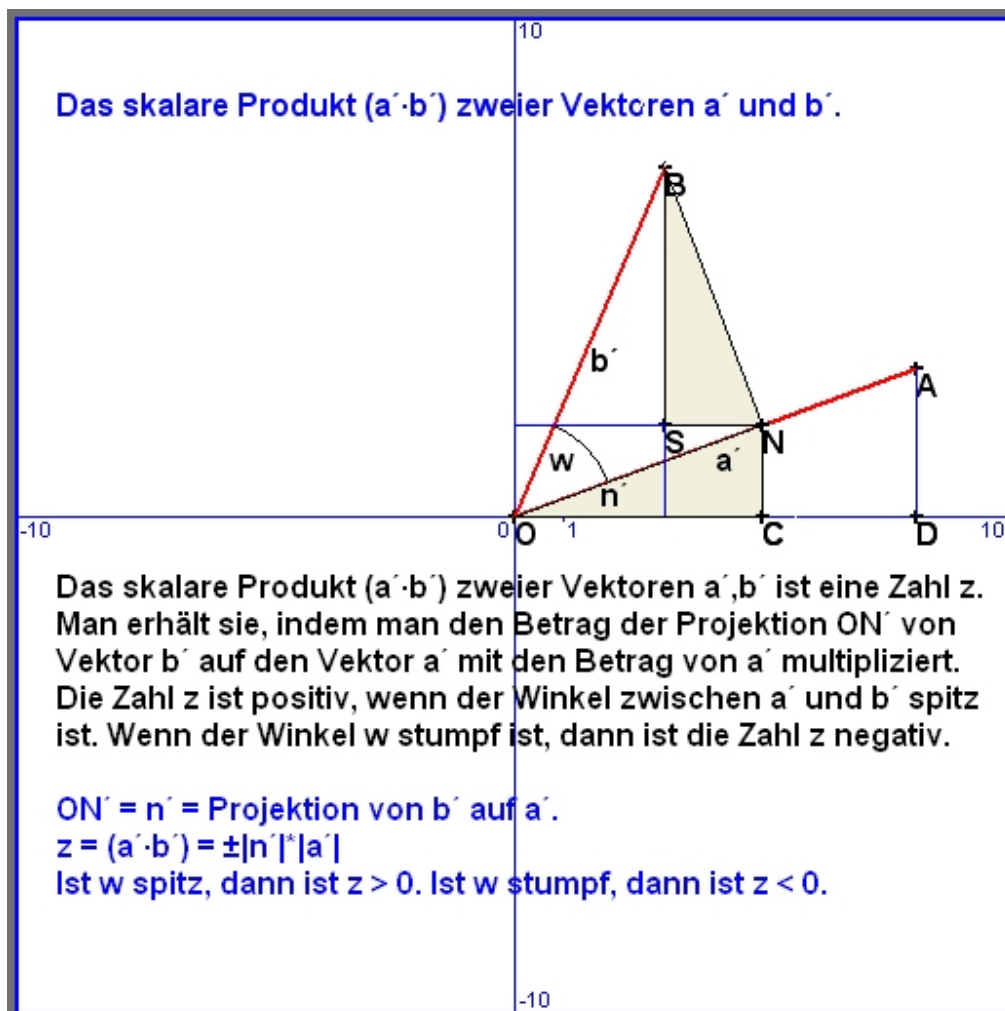 10
Das skalare Produkt (a´·b´) zweier Vektoren a´ und b´.
B
b´
A
S
N
w
a´
n´
-10
0
O
'1
C
D
10
Das skalare Produkt (a´·b´) zweier Vektoren a´,b´ ist eine Zahl z.
Man erhält sie, indem man den Betrag der Projektion ON´ von
Vektor b´ auf den Vektor a´ mit den Betrag von a´ multipliziert.
Die Zahl z ist positiv, wenn der Winkel zwischen a´ und b´ spitz
ist. Wenn der Winkel w stumpf ist, dann ist die Zahl z negativ.
ON´ = n´ = Projektion von b´ auf a´.
z = (a´·b´) = ±|n´|*|a´|
Ist w spitz, dann ist z > 0. Ist w stumpf, dann ist z < 0.
-10